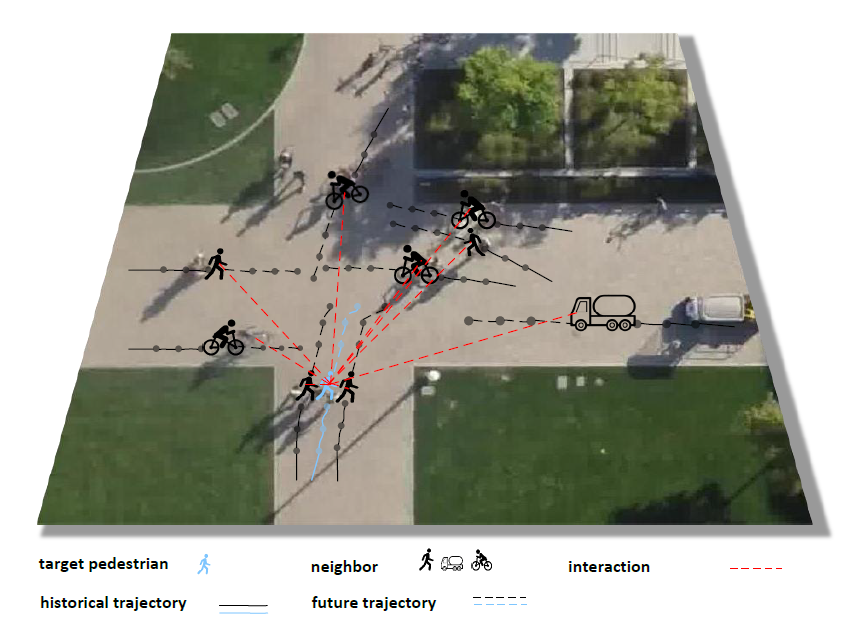 target pedestrian neighbor interaction
historical trajectory future trajectory